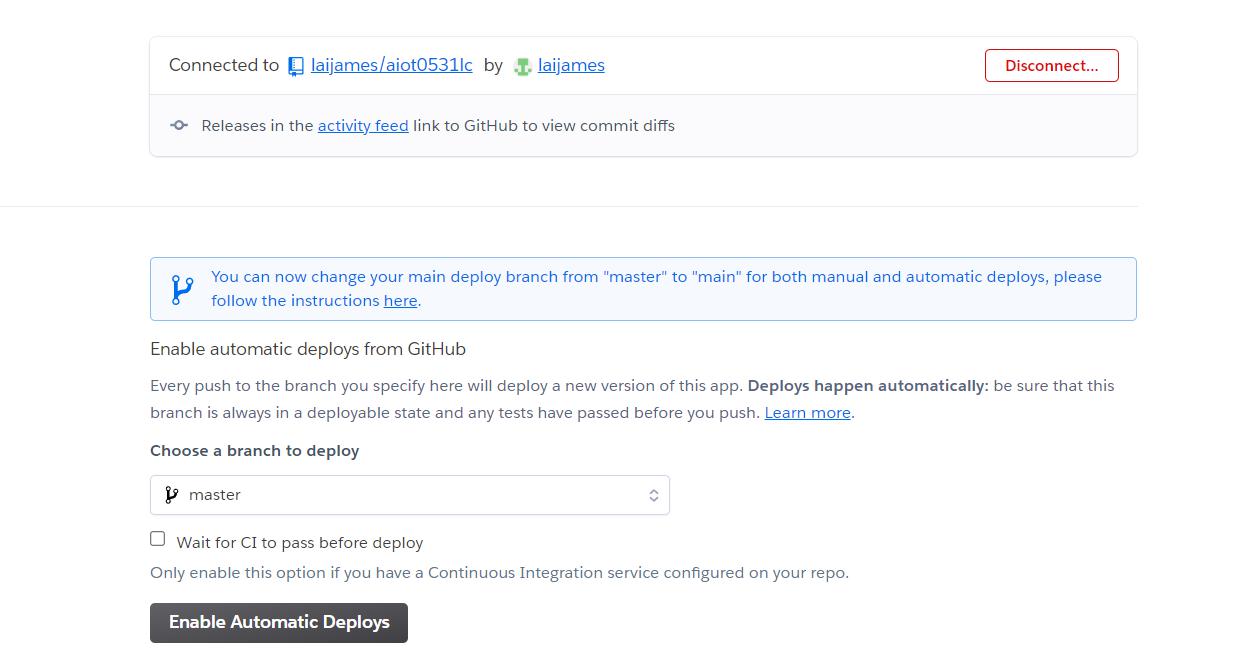 Connected to laijames/aiot0531lc by laijames
Disconnect...
Releases in the activity feed link to GitHub to view commit diffs
You can now change your main deploy branch from "master" to "main" for both manual and automatic deploys, please
follow the instructions here.
Enable automatic deploys from GitHub
Every push to the branch you specify here will deploy a new version of this app. Deploys happen automatically: be sure that this
branch is always in a deployable state and any tests have passed before you push. Learn more.
Choose a branch to deploy
master
Wait for CI to pass before deploy
Only enable this option if you have a Continuous Integration service configured on your repo.
Enable Automatic Deploys